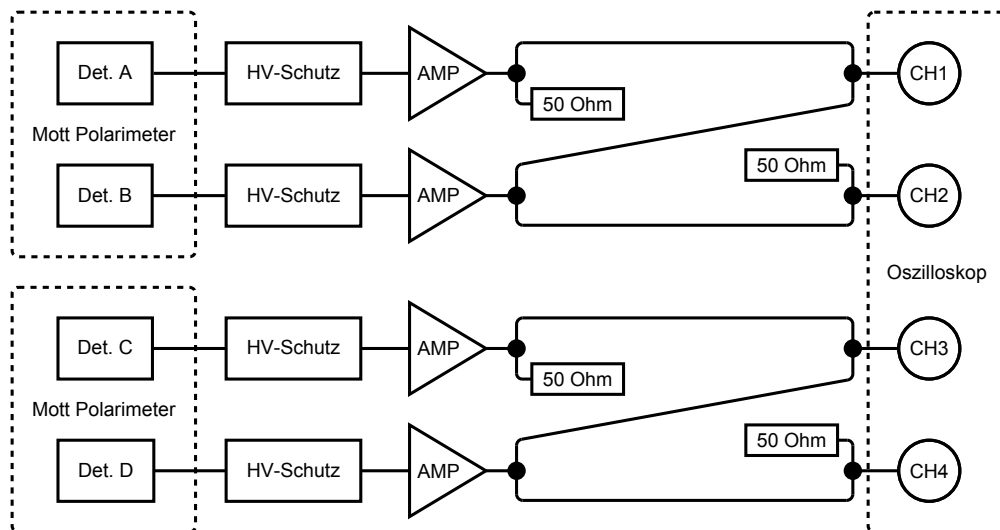 Det. A
HV-Schutz
AMP
50 Ohm
CH1
Mott Polarimeter
Det. B
HV-Schutz
AMP
50 Ohm
CH2
Oszilloskop
Det. C
HV-Schutz
AMP
50 Ohm
CH3
Mott Polarimeter
Det. D
HV-Schutz
AMP
50 Ohm
CH4